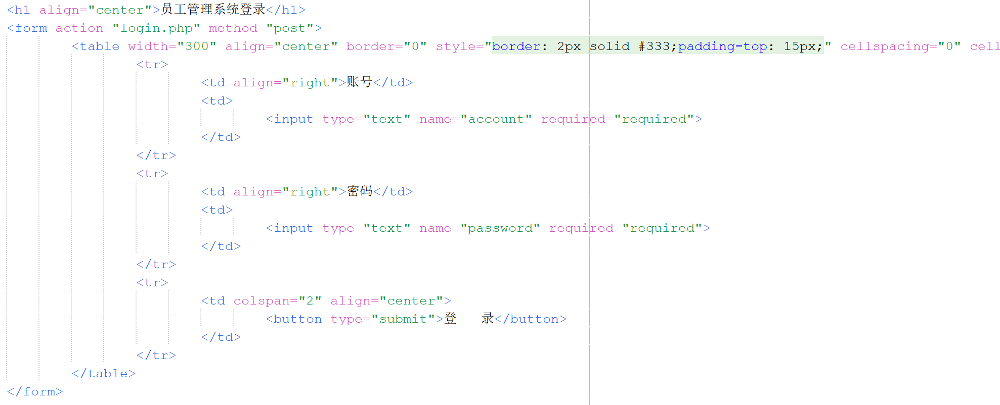 <h1 align="center">员工管理系统登录</h1>
<form action="login.php" method="post">
<table width="300" align="center" border="0" style="border: 2px solid #333;padding-top: 15px;" cellspacing="0" cell
<tr>
<td align="right">账号</td>
<td>
<input type="text" name="account" required="required">
</td>
</tr>
<tr>
<td align="right">密码</td>
<td>
<input type="text" name="password" required="required">
</td>
</tr>
<tr>
<td colspan="2" align="center">
<button type="submit">登　　录</button>
</td>
</tr>
</table>
</form>